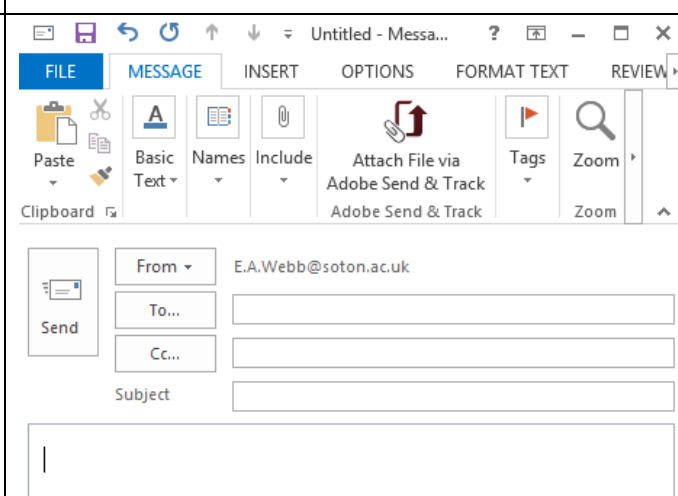 Untitled - Messa... ?
FILE MESSAGE INSERT OPTIONS FORMAT TEXT REVIEW
Paste Basic Text Names Include Attach File via Adobe Send & Track Tags Zoom
Clipboard Adobe Send & Track Zoom
From E.A.Webb@soton.ac.uk
Send
To...
Cc...
Subject